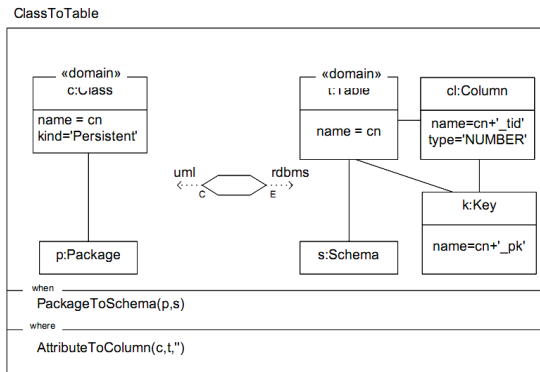 ClassToTable
«domain»
c:Class
name = cn
kind='Persistent'
p:Package
uml
C
rdbms
E
«domain»
t:Table
name = cn
s:Schema
cl:Column
name=cn+'_tid'
type='NUMBER'
k:Key
name=cn+'_pk'
when
PackageToSchema(p,s)
where
AttributeToColumn(c,t,'')